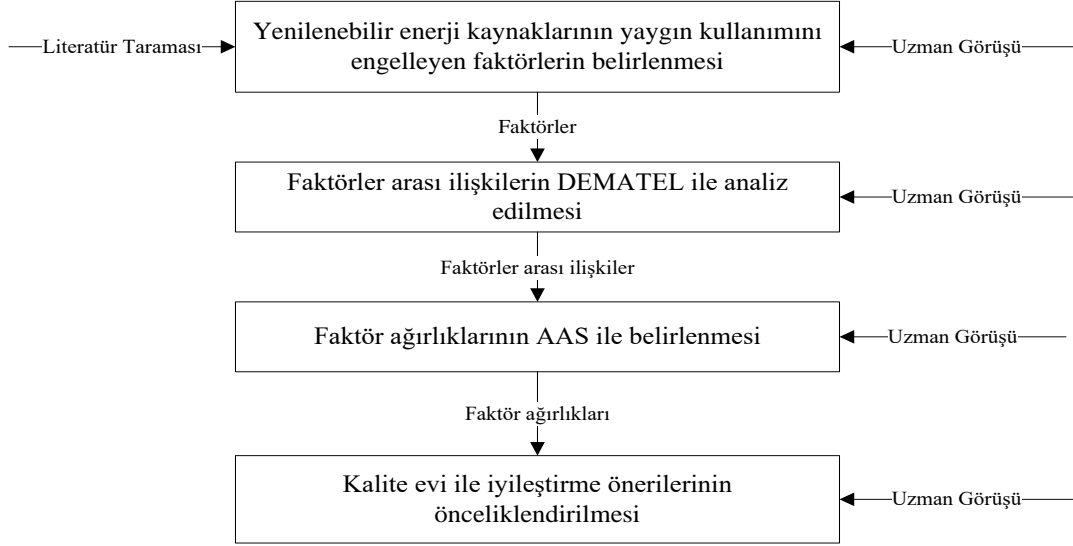 Yenilenebilir enerji kaynaklarının yaygın kullanımını
engelleyen faktörlerin belirlenmesi
Literatür Taraması
Uzman Görüşü
Faktörler
Faktörler arası ilişkilerin DEMATEL ile analiz
edilmesi
Uzman Görüşü
Faktörler arası ilişkiler
Faktör ağırlıklarının AAS ile belirlenmesi
Uzman Görüşü
Faktör ağırlıkları
Kalite evi ile iyileştirme önerilerinin
önceliklendirilmesi
Uzman Görüşü